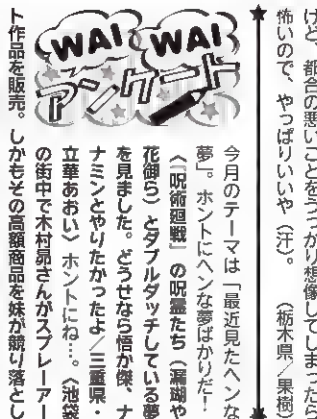 けど、都合の悪いことをうっかり想像してしまったら
怖いので、やっぱりいいや（汗）。　（栃木県／果樹）
WAI WAI
アンケート
今月のテーマは「最近見たヘンな
夢」。ホントにヘンな夢ばかりだ！
〈『呪術廻戦』の呪霊たち（漏瑚や
花御ら）とダブルダッチしている夢
を見ました。どうせなら悟か傑、ナ
ナミンとやりたかったよ／三重県・
立華あおい〉ホントにね…。〈池袋
の街中で木村昴さんがスプレーアー
ト作品を販売。しかもその高額商品を妹が競り落とし